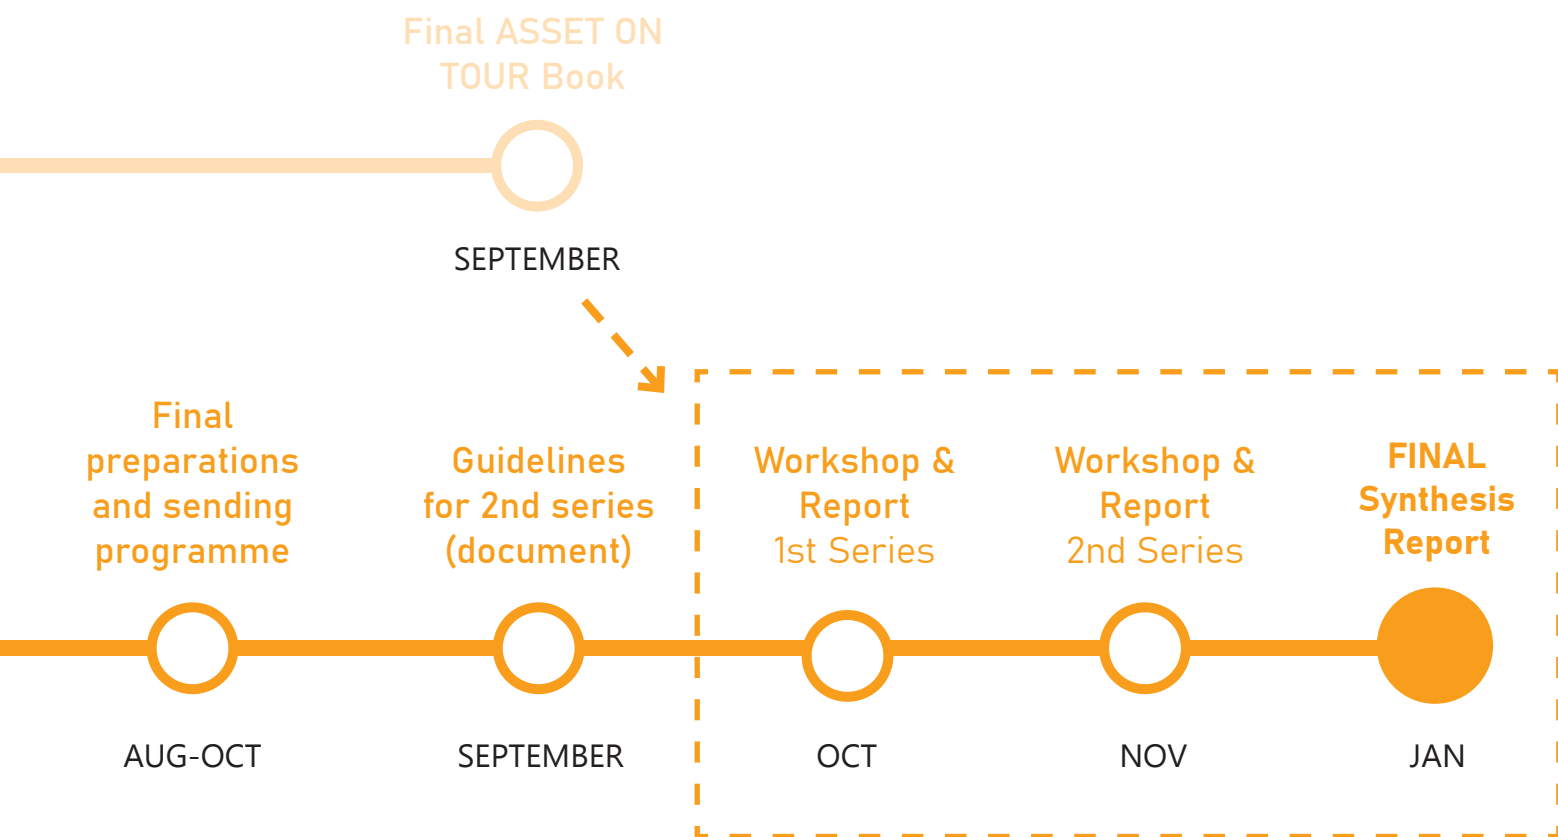 Final ASSET ON
TOUR Book
SEPTEMBER
Final
preparations
and sending
programme
AUG-OCT
Guidelines
for 2nd series
(document)
SEPTEMBER
Workshop &
Report
1st Series
OCT
Workshop &
Report
2nd Series
NOV
FINAL
Synthesis
Report
JAN